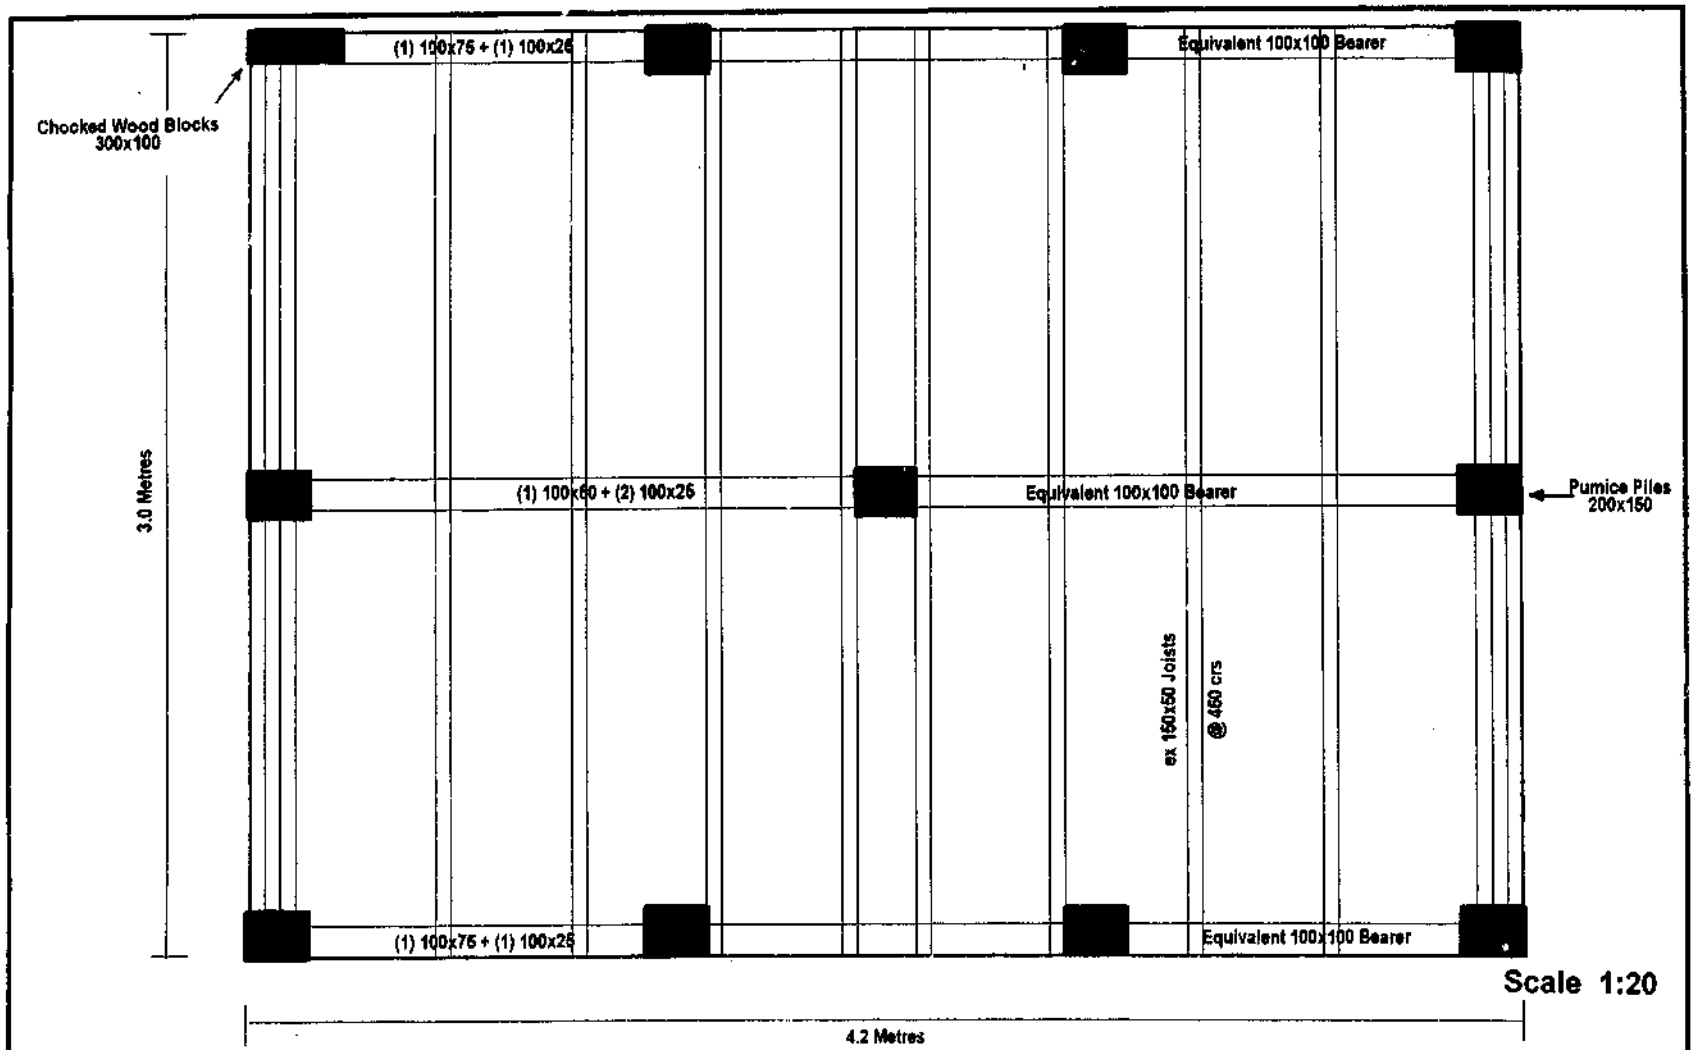 (1) 100x75 + (1) 100x25
Equivalent 100x100 Bearer
Chocked Wood Blocks
300x100
3.0 Metres
(1) 100x50 + (2) 100x25
Equivalent 100x100 Bearer
Pumice Piles
200x150
ex 150x50 Joists
@ 450 crs
(1) 100x75 + (1) 100x25
Equivalent 100x100 Bearer
Scale 1:20
4.2 Metres